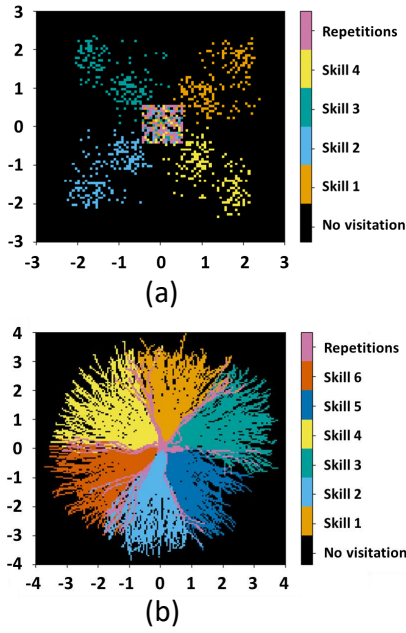 3
2
1
0
-1
-2
-3
-3 -2 -1 0 1 2 3
Repetitions
Skill 4
Skill 3
Skill 2
Skill 1
No visitation
(a)
4
3
2
1
0
-1
-2
-3
-4
-4 -3 -2 -1 0 1 2 3 4
Repetitions
Skill 6
Skill 5
Skill 4
Skill 3
Skill 2
Skill 1
No visitation
(b)